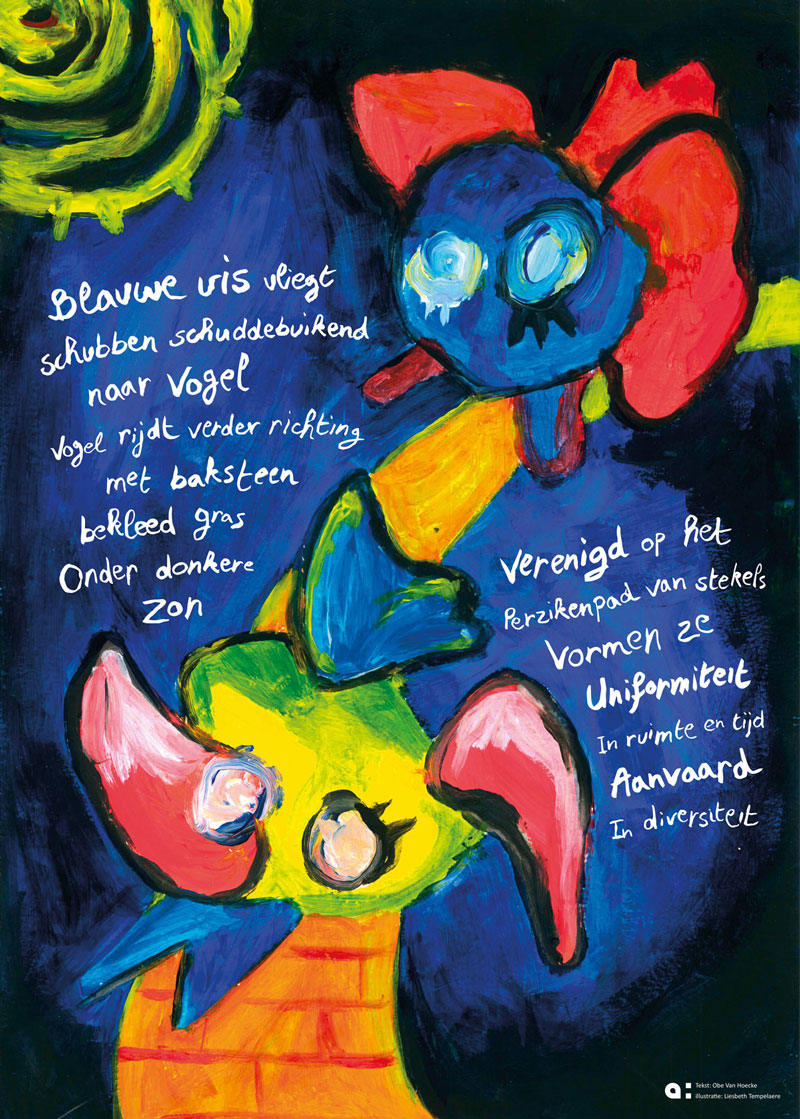 Blauwe vis vliegt
schubben schuddebuikend
naar Vogel
Vogel rijdt verder richting
met baksteen
bekleed gras
Onder donkere
zon
Verenigd op het
Perzikenpad van stekels
Vormen ze
Uniformiteit
In ruimte en tijd
Aanvaard
In diversiteit
a:
Tekst: Obe Van Hoecke
illustratie: Liesbeth Tempelaere